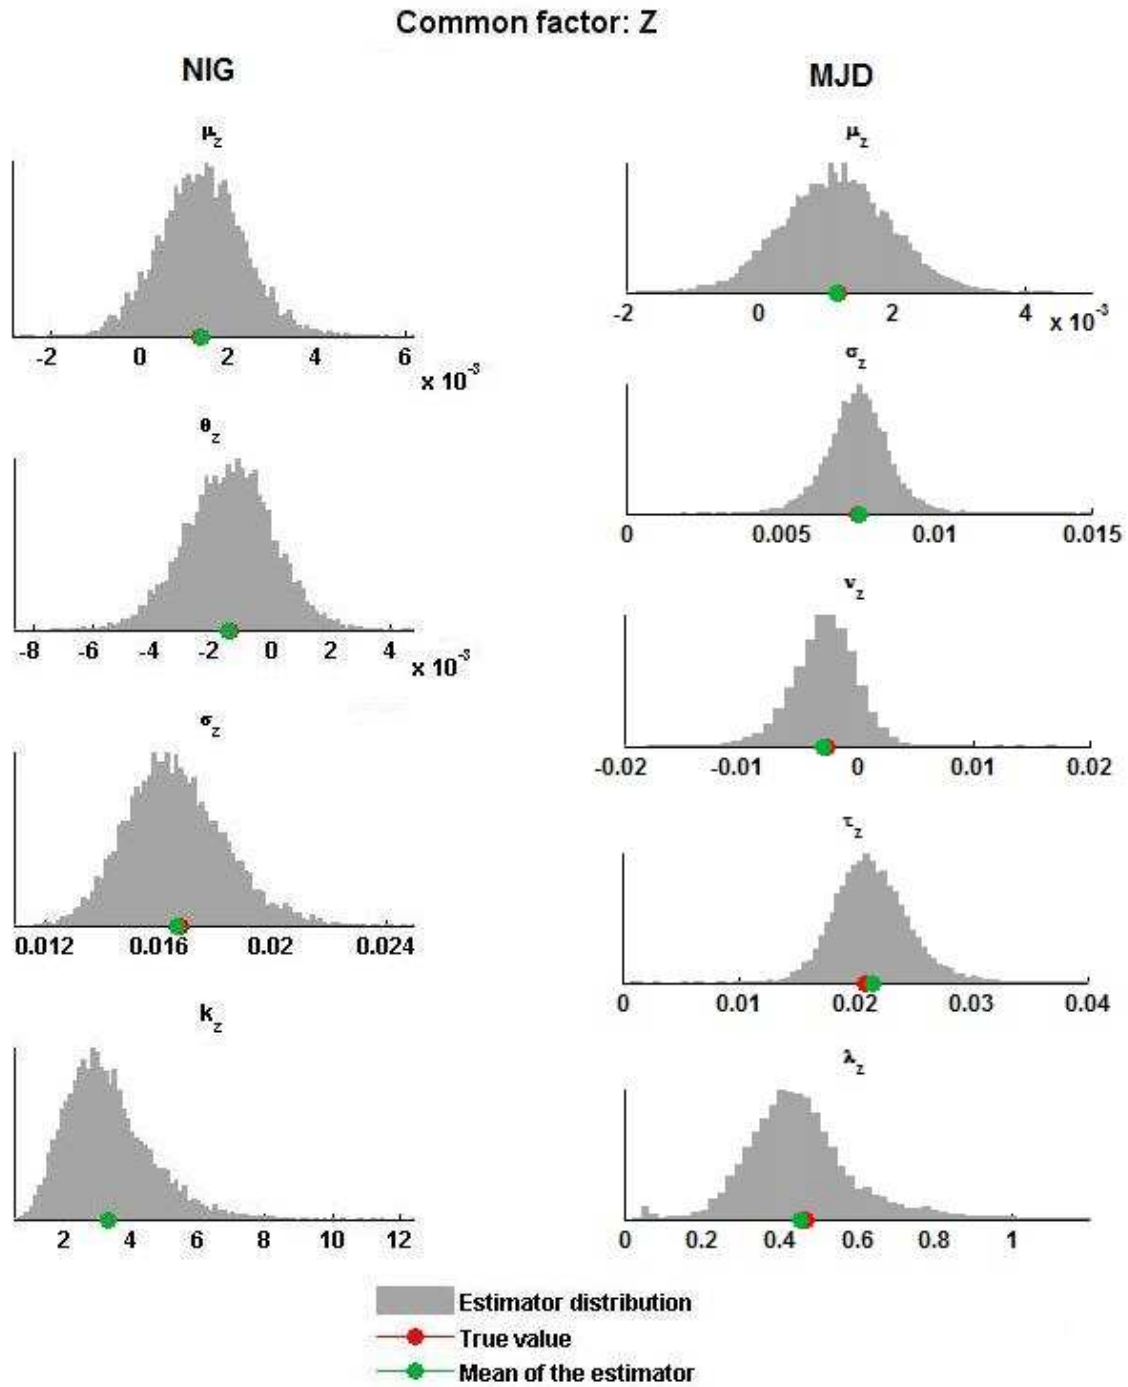 Common factor: Z
NIG
μz
-2 0 2 4 6
x 10⁻³
θz
-8 -6 -4 -2 0 2 4 x 10⁻³
σz
0.012 0.016 0.02 0.024
kz
2 4 6 8 10 12
MJD
μz
-2 0 2 4 x 10⁻³
σz
0 0.005 0.01 0.015
νz
-0.02 -0.01 0 0.01 0.02
τz
0 0.01 0.02 0.03 0.04
λz
0 0.2 0.4 0.6 0.8 1
Estimator distribution
True value
Mean of the estimator